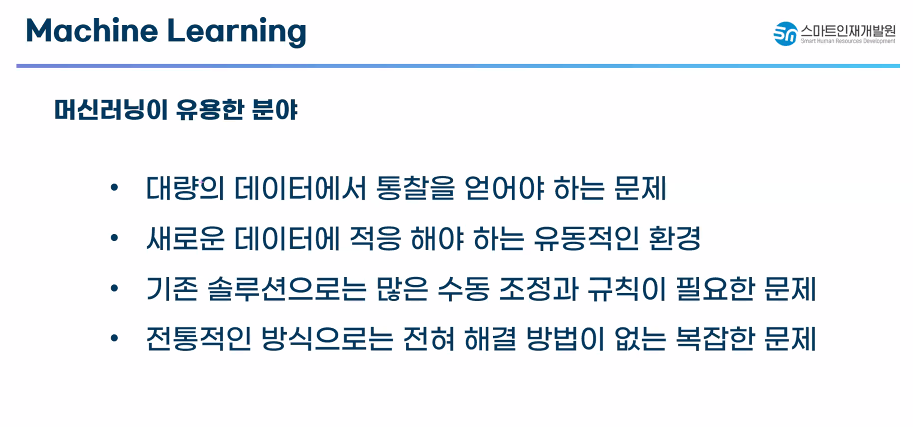 Machine Learning
스마트인재개발원
Smart Human Resources Development
머신러닝이 유용한 분야
• 대량의 데이터에서 통찰을 얻어야 하는 문제
• 새로운 데이터에 적응 해야 하는 유동적인 환경
• 기존 솔루션으로는 많은 수동 조정과 규칙이 필요한 문제
• 전통적인 방식으로는 전혀 해결 방법이 없는 복잡한 문제